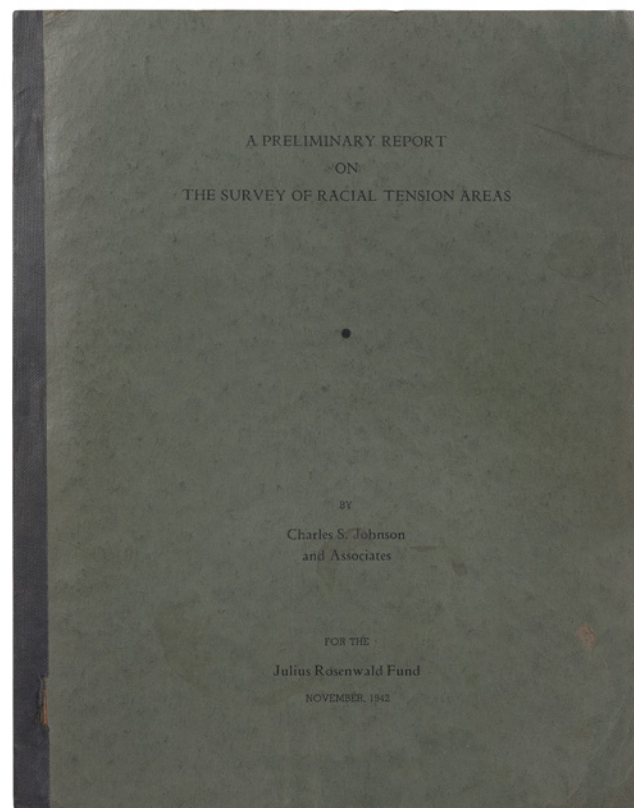 A PRELIMINARY REPORT
ON
THE SURVEY OF RACIAL TENSION AREAS
BY
Charles S. Johnson
and Associates
FOR THE
Julius Rosenwald Fund
NOVEMBER, 1942